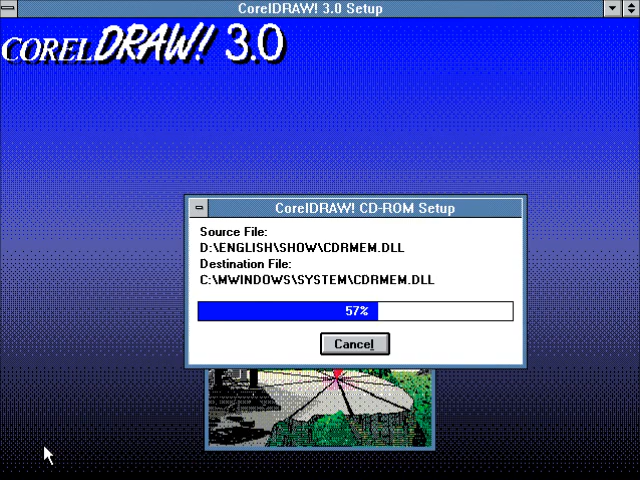 CorelDRAW! 3.0 Setup
CORELDRAW! 3.0
CorelDRAW! CD-ROM Setup
Source File:
D:\ENGLISH\SHOW\CDRMEM.DLL
Destination File:
C:\MWINDOWS\SYSTEM\CDRMEM.DLL
57%
Cancel